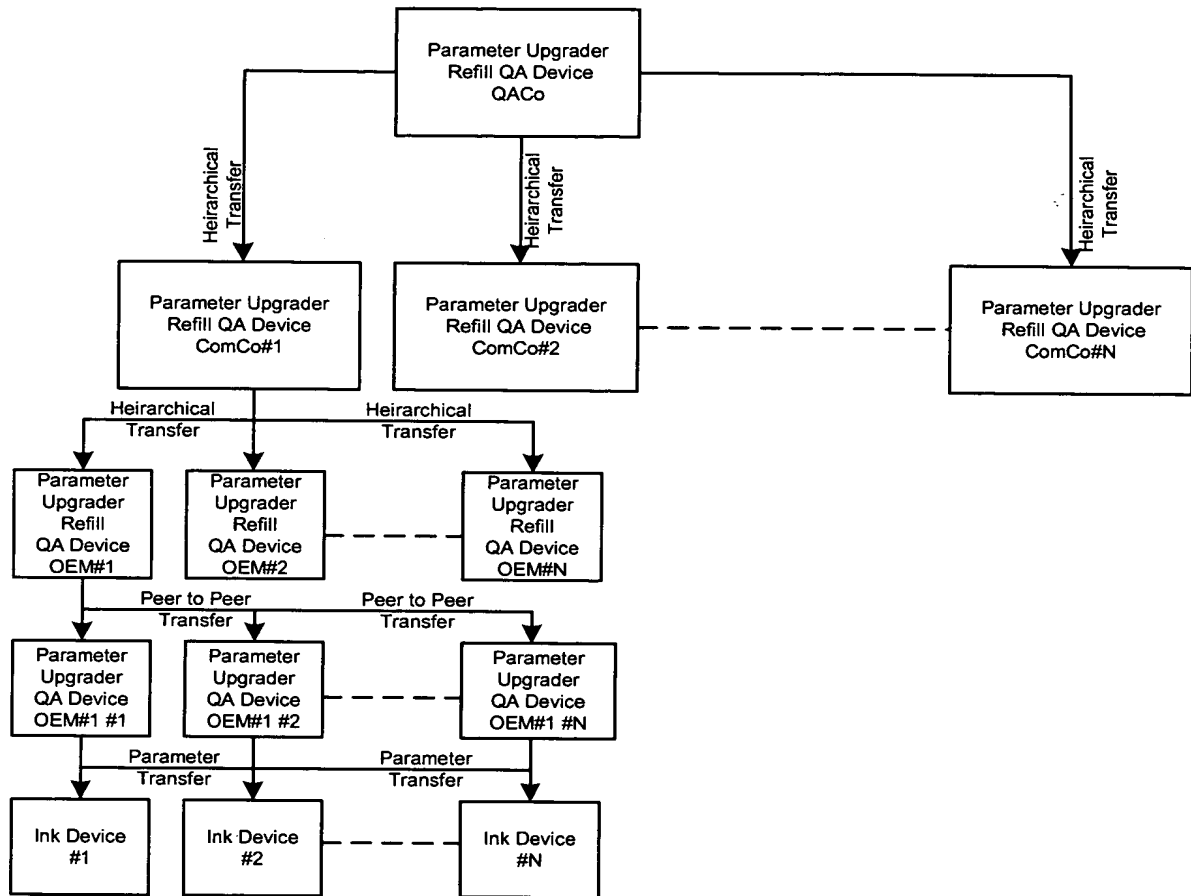 Parameter Upgrader
Refill QA Device
QACo
Heirarchical
Transfer
Heirarchical
Transfer
Heirarchical
Transfer
Parameter Upgrader
Refill QA Device
ComCo#1
Parameter Upgrader
Refill QA Device
ComCo#2
Parameter Upgrader
Refill QA Device
ComCo#N
Heirarchical
Transfer
Heirarchical
Transfer
Parameter
Upgrader
Refill
QA Device
OEM#1
Parameter
Upgrader
Refill
QA Device
OEM#2
Parameter
Upgrader
Refill
QA Device
OEM#N
Peer to Peer
Transfer
Peer to Peer
Transfer
Parameter
Upgrader
QA Device
OEM#1 #1
Parameter
Upgrader
QA Device
OEM#1 #2
Parameter
Upgrader
QA Device
OEM#1 #N
Parameter
Transfer
Parameter
Transfer
Ink Device
#1
Ink Device
#2
Ink Device
#N